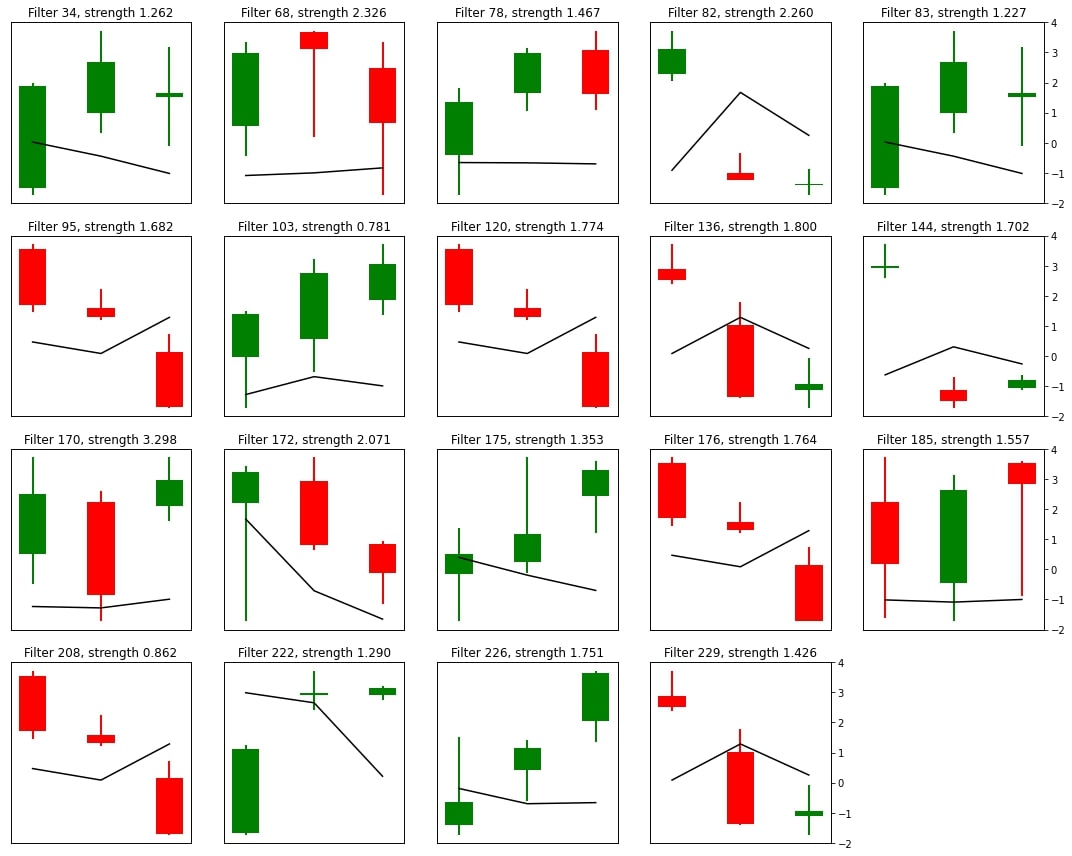 Filter 34, strength 1.262
Filter 68, strength 2.326
Filter 78, strength 1.467
Filter 82, strength 2.260
Filter 83, strength 1.227
4
3
2
1
0
−1
−2
Filter 95, strength 1.682
Filter 103, strength 0.781
Filter 120, strength 1.774
Filter 136, strength 1.800
Filter 144, strength 1.702
4
3
2
1
0
−1
−2
Filter 170, strength 3.298
Filter 172, strength 2.071
Filter 175, strength 1.353
Filter 176, strength 1.764
Filter 185, strength 1.557
4
3
2
1
0
−1
−2
Filter 208, strength 0.862
Filter 222, strength 1.290
Filter 226, strength 1.751
Filter 229, strength 1.426
4
3
2
1
0
−1
−2